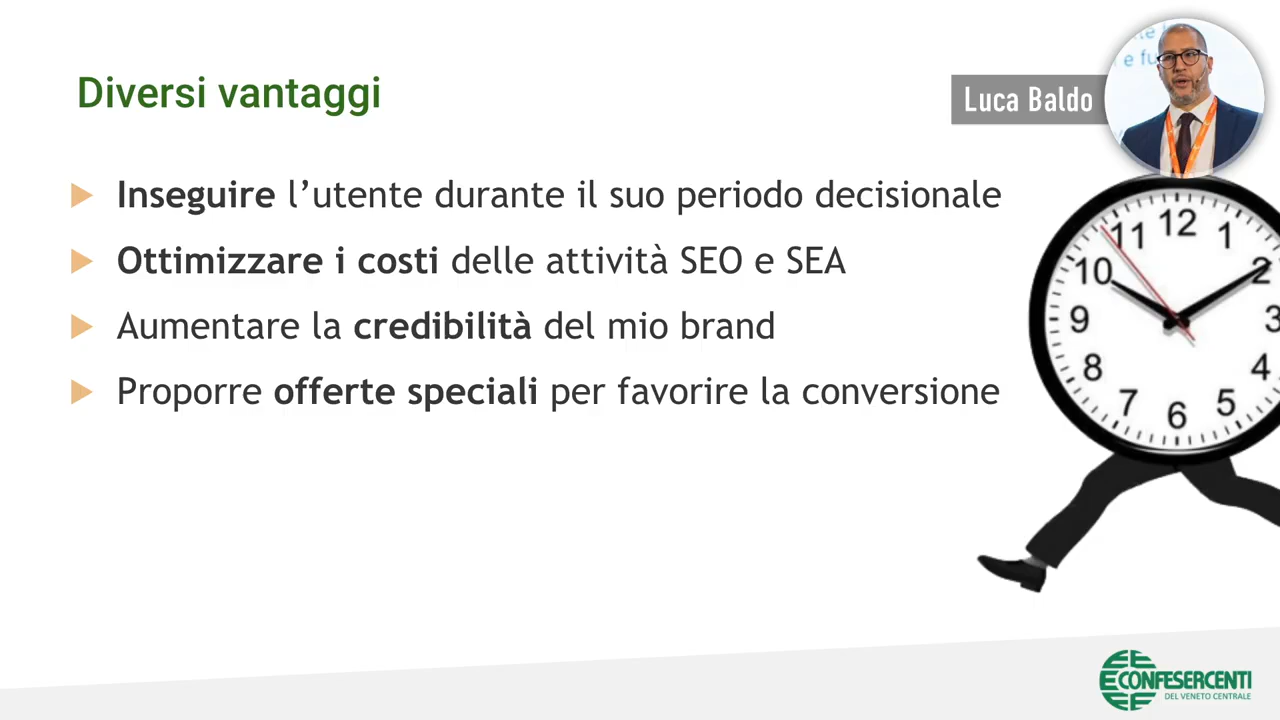 Diversi vantaggi
Luca Baldo
Inseguire l’utente durante il suo periodo decisionale
Ottimizzare i costi delle attività SEO e SEA
Aumentare la credibilità del mio brand
Proporre offerte speciali per favorire la conversione
12
11 1
10 2
9 3
8 4
7 5
6
CONFESERCENTI
DEL VENETO CENTRALE